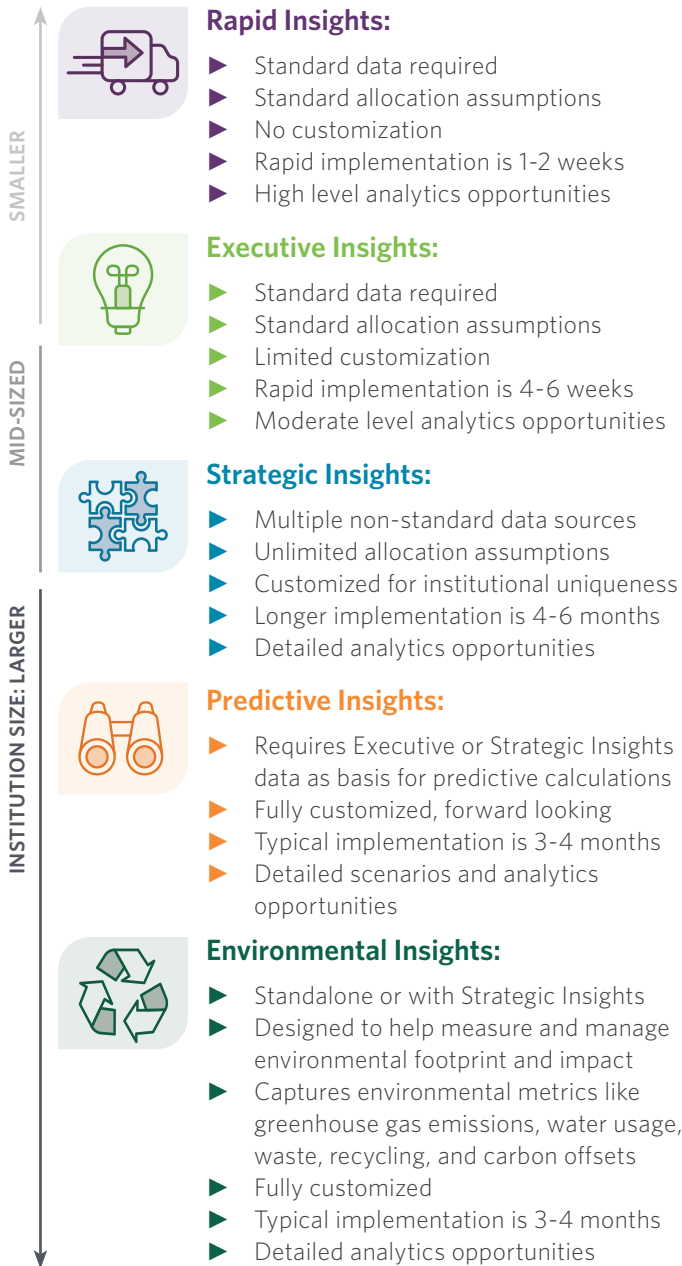 Rapid Insights:
► Standard data required
► Standard allocation assumptions
► No customization
► Rapid implementation is 1-2 weeks
► High level analytics opportunities
SMALLER
Executive Insights:
► Standard data required
► Standard allocation assumptions
► Limited customization
► Rapid implementation is 4-6 weeks
► Moderate level analytics opportunities
MID-SIZED
Strategic Insights:
► Multiple non-standard data sources
► Unlimited allocation assumptions
► Customized for institutional uniqueness
► Longer implementation is 4-6 months
► Detailed analytics opportunities
INSTITUTION SIZE: LARGER
Predictive Insights:
► Requires Executive or Strategic Insights
data as basis for predictive calculations
► Fully customized, forward looking
► Typical implementation is 3-4 months
► Detailed scenarios and analytics
opportunities
Environmental Insights:
► Standalone or with Strategic Insights
► Designed to help measure and manage
environmental footprint and impact
► Captures environmental metrics like
greenhouse gas emissions, water usage,
waste, recycling, and carbon offsets
► Fully customized
► Typical implementation is 3-4 months
► Detailed analytics opportunities